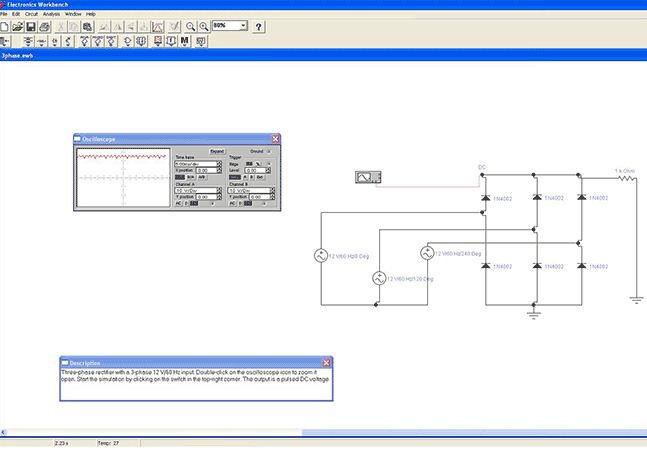 Electronics Workbench
File Edit Circuit Analysis Window Help
80%
?
3phase.ewb
Oscilloscope
Expand
Ground
Time base
Trigger
Edge
X position 0.00
Level 0.00
Y/T B/A A/B
A B Ext
Channel A
Channel B
10 V/Div
10 V/Div
Y position 0.00
Y position 0.00
AC 0 DC
AC 0 DC
DC
1 k Ohm
1N4002
1N4002
1N4002
12 V/60 Hz/0 Deg
12 V/60 Hz/120 Deg
12 V/60 Hz/240 Deg
1N4002
1N4002
1N4002
Description
Three-phase rectifier with a 3-phase 12 V/60 Hz input. Double-click on the oscilloscope icon to zoom it
open. Start the simulation by clicking on the switch in the top-right corner. The output is a pulsed DC voltage
2.23 s
Temp: 27